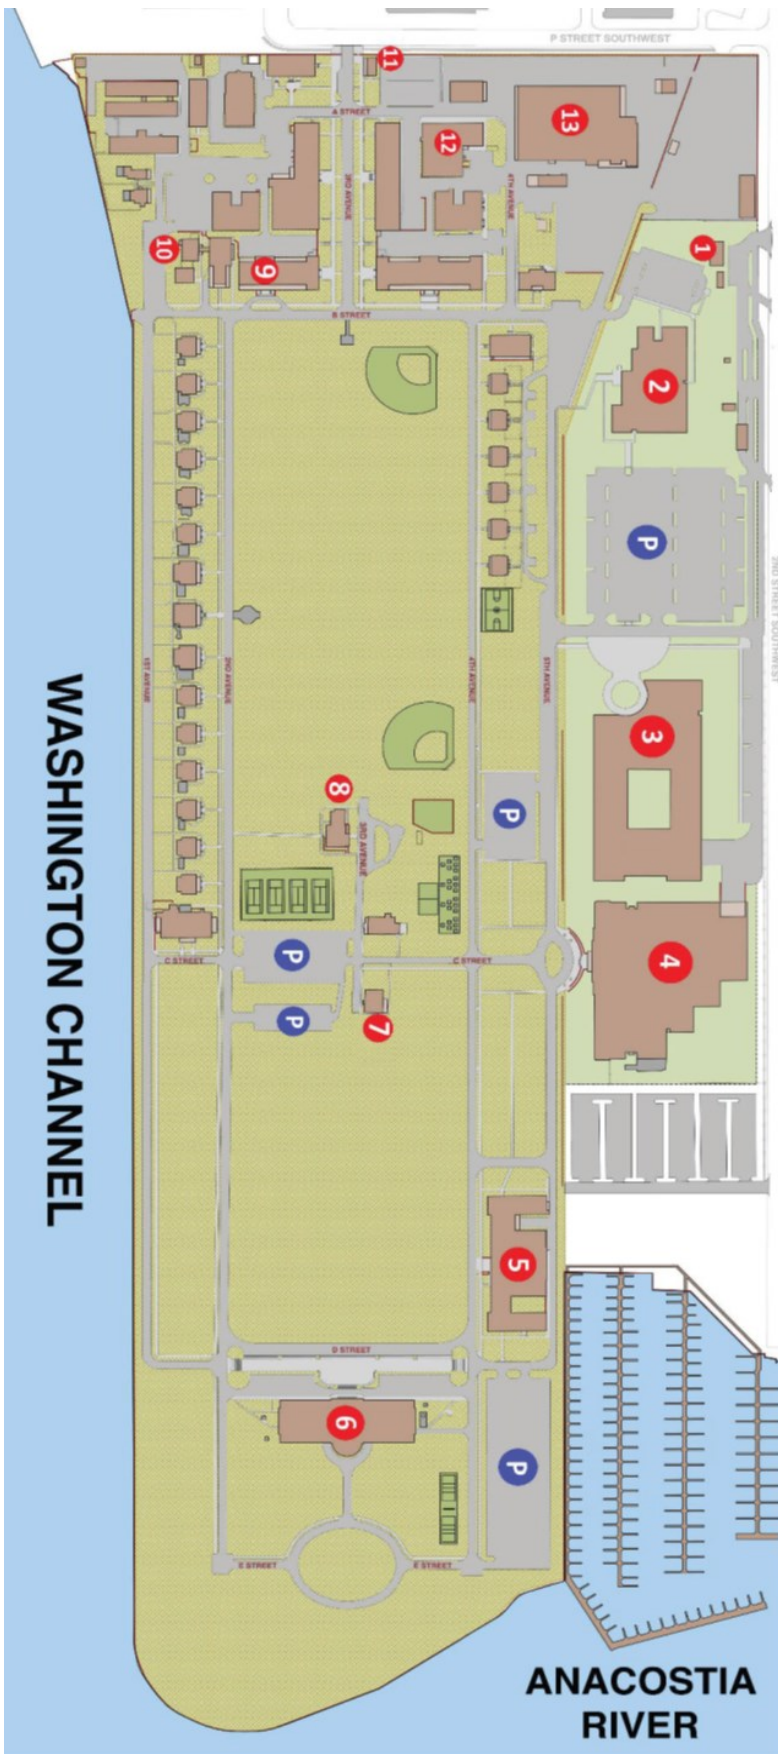 P STREET SOUTHWEST
11
A STREET
13
12
3RD AVENUE
4TH AVENUE
1
10
9
B STREET
2
P
2ND STREET SOUTHWEST
1ST AVENUE
2ND AVENUE
4TH AVENUE
5TH AVENUE
3
WASHINGTON CHANNEL
8
P
3RD AVENUE
P
C STREET
C STREET
4
P
7
5
D STREET
6
P
E STREET
E STREET
ANACOSTIA
RIVER